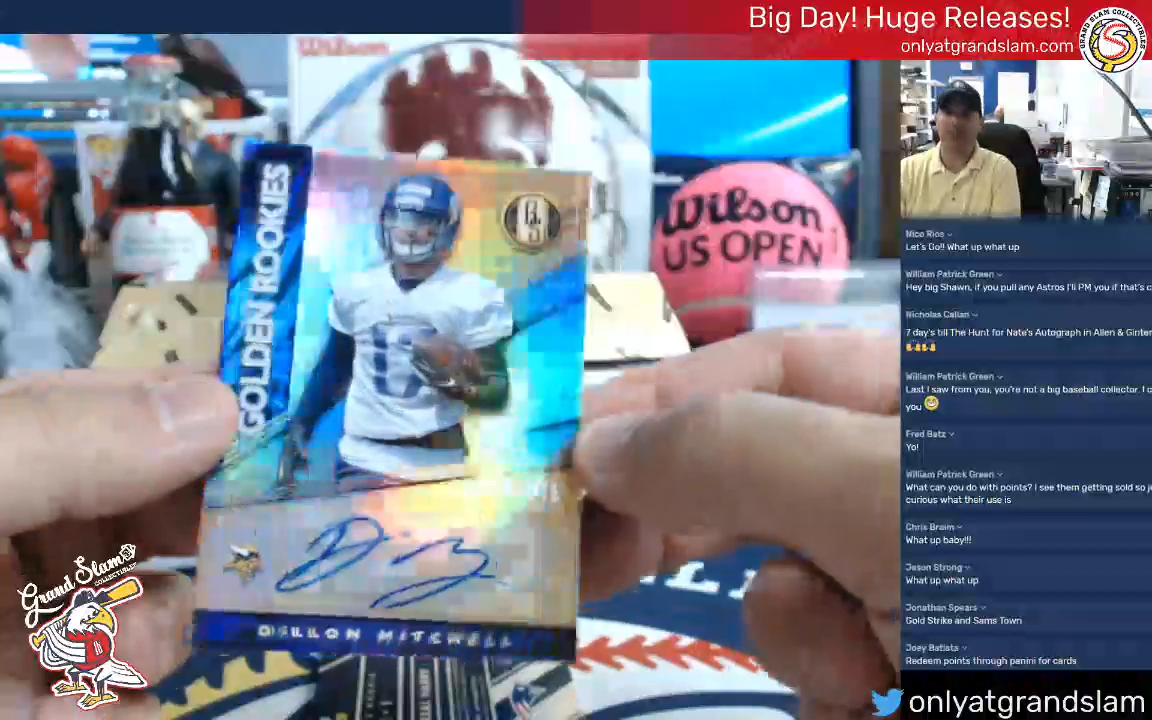 Big Day! Huge Releases!
onlyatgrandslam.com
GRAND SLAM COLLECTIBLES
Wilson
Wilson
US OPEN
GOLDEN ROOKIES
DILLON MITCHELL
Grand Slam
COLLECTIBLES
Nico Rios
Let's Go!! What up what up
William Patrick Green
Hey big Shawn, if you pull any Astros I'll PM you if that's c
Nicholas Callan
7 day's till The Hunt for Nate's Autograph in Allen & Ginter
William Patrick Green
Last I saw from you, you're not a big baseball collector. I c
you
Fred Batz
Yo!
William Patrick Green
What can you do with points? I see them getting sold so j
curious what their use is
Chris Braim
What up baby!!!
Jason Strong
What up what up
Jonathan Spears
Gold Strike and Sams Town
Joey Batista
Redeem points through panini for cards
onlyatgrandslam